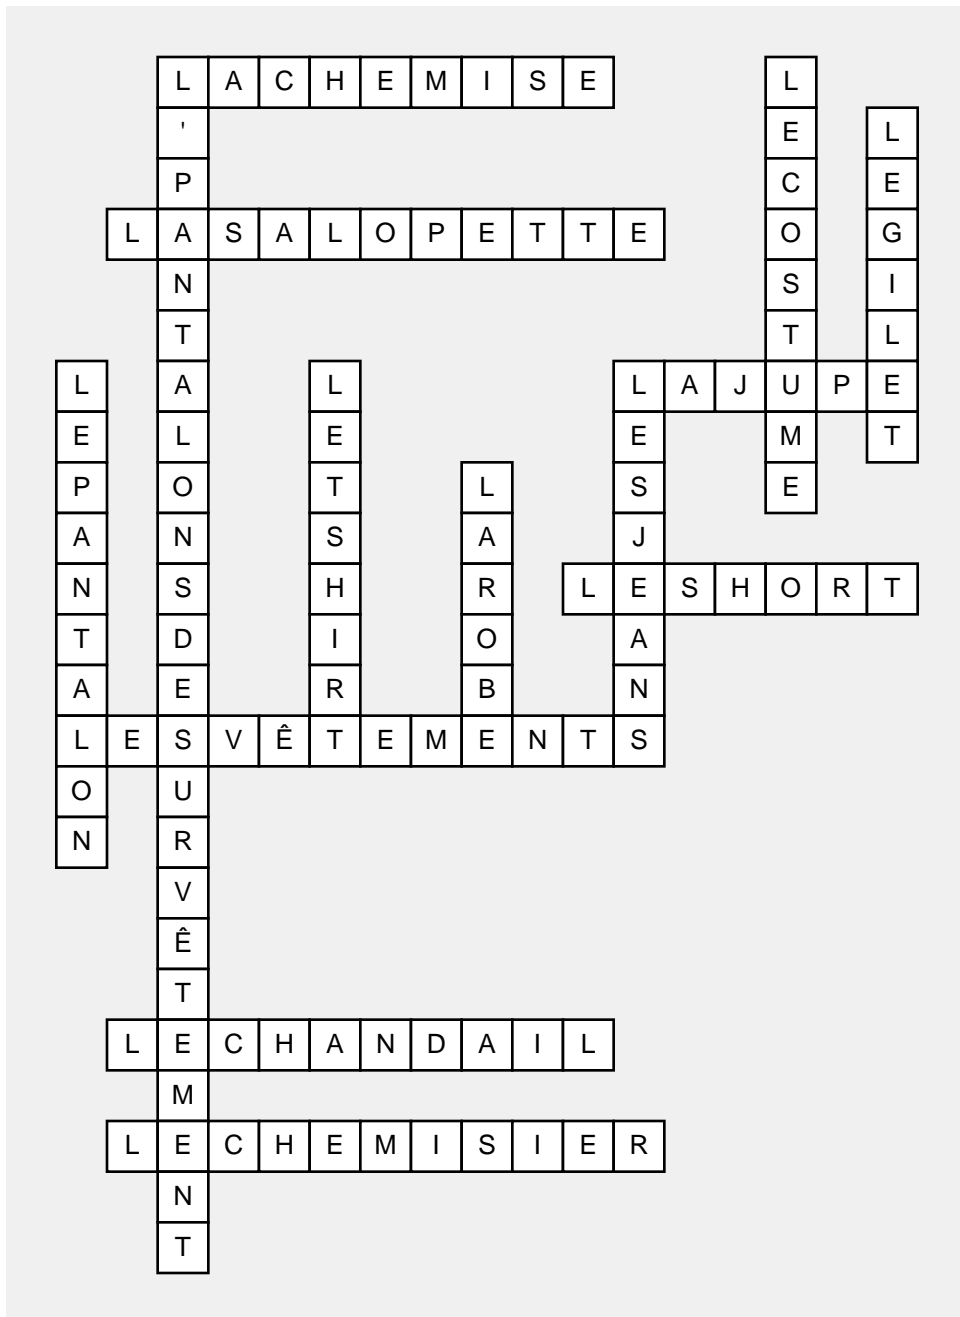 LACHEMISE
L'PANTALONSDESURVÊTEMENT
LECOSTUME
LEGILET
LASALOPETTE
LEPANTALON
LETSHIRT
LESJEANS
LAJUPE
LAROBE
LESHORT
LESVÊTEMENTS
LECHANDAIL
LECHEMISIER